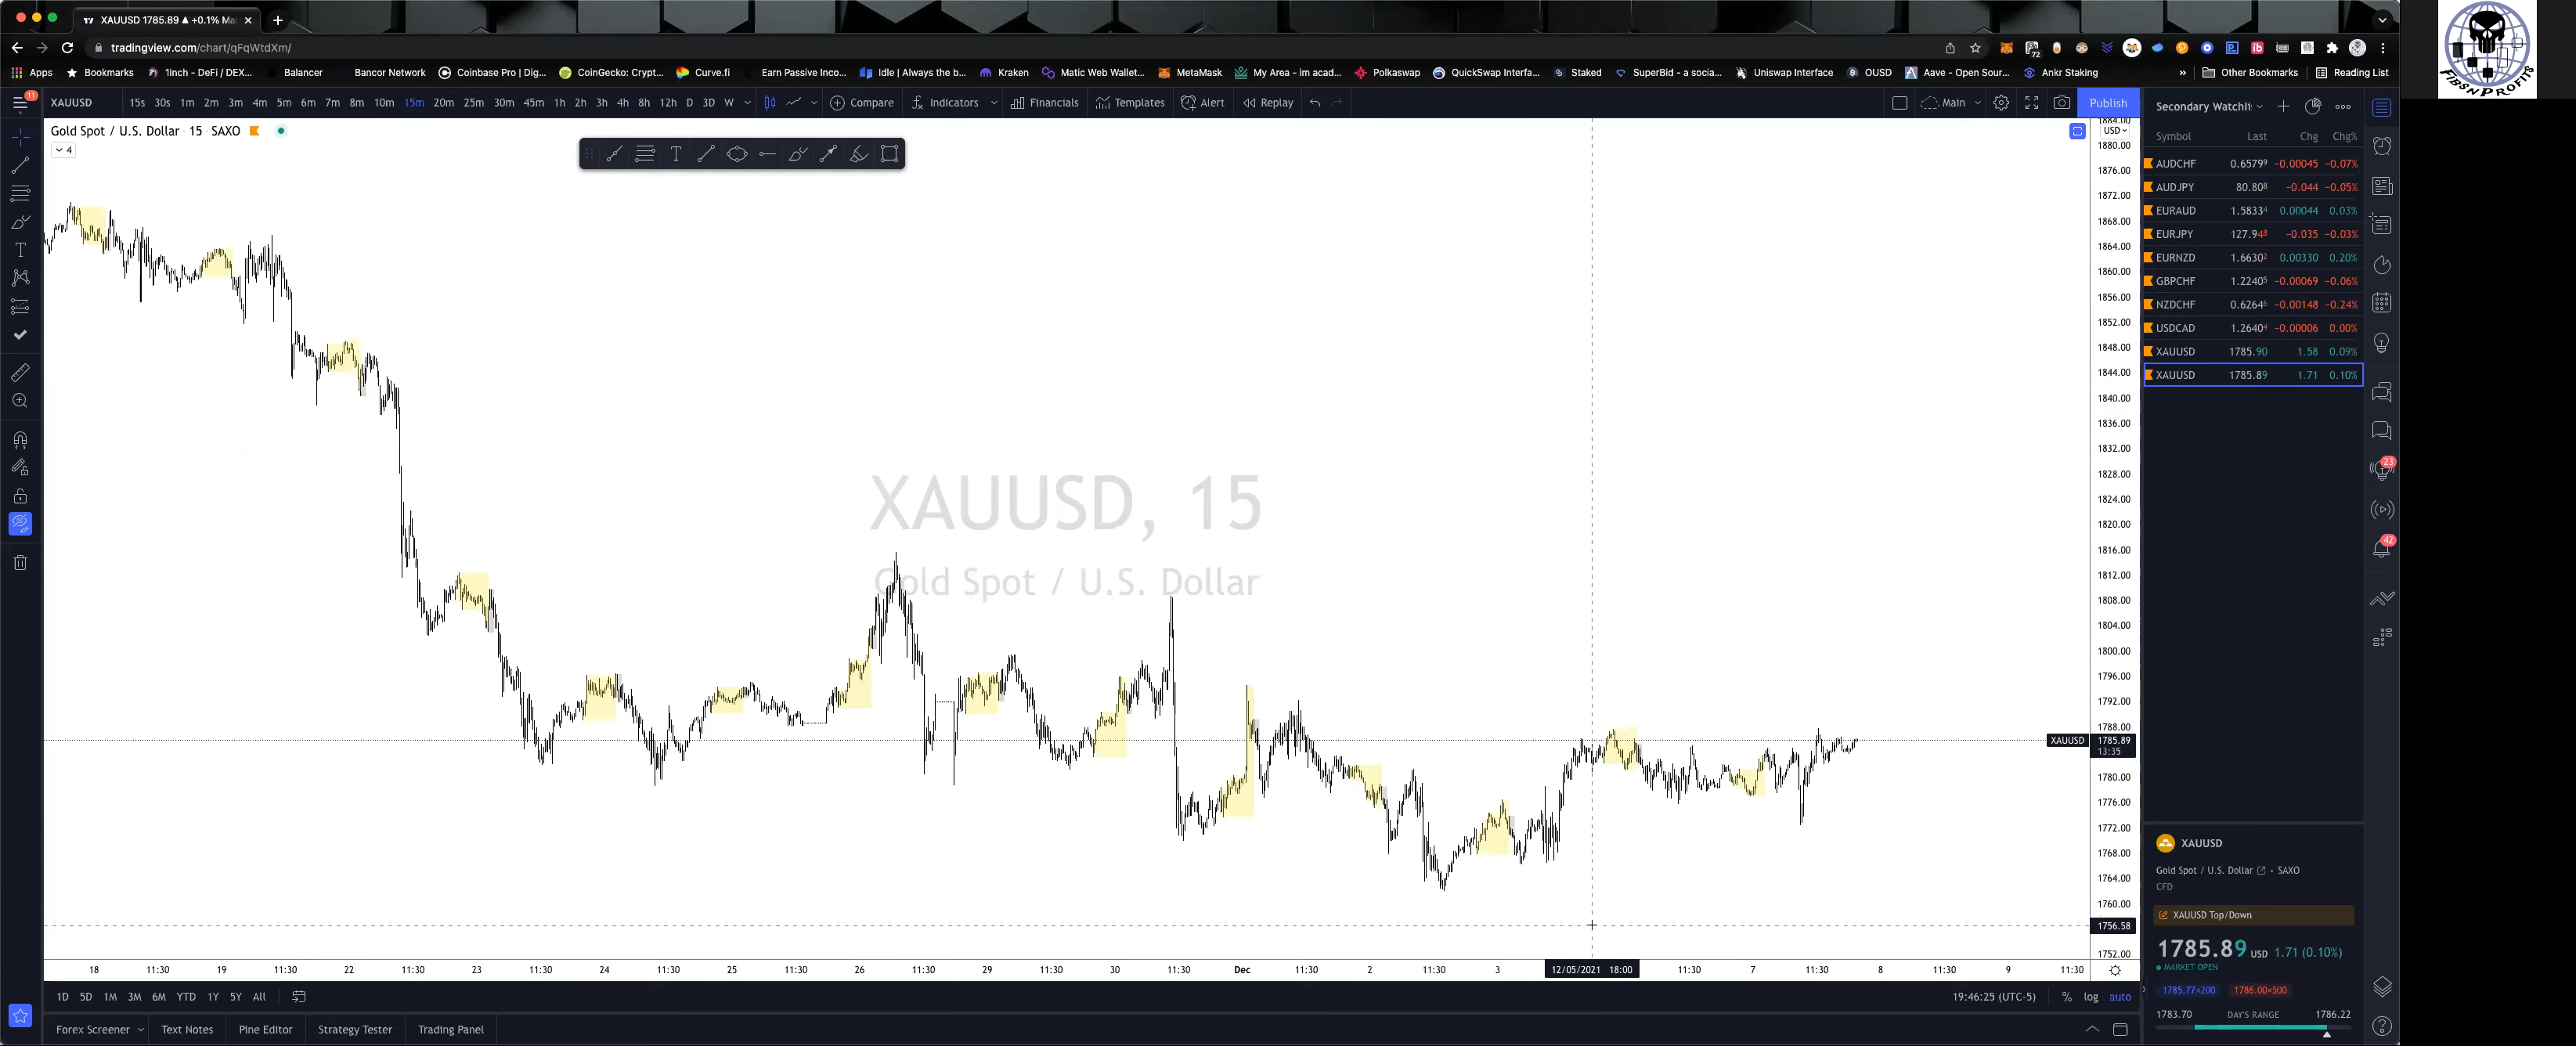 XAUUSD 1785.89 ▲ +0.1% Mai
tradingview.com/chart/qFqWtdXm/
Apps Bookmarks 1inch - DeFi / DEX... Balancer Bancor Network Coinbase Pro | Dig... CoinGecko: Crypt... Curve.fi Earn Passive Inco... Idle | Always the b... Kraken Matic Web Wallet... MetaMask My Area - im acad... Polkaswap QuickSwap Interfa... Staked SuperBid - a socia... Uniswap Interface OUSD Aave - Open Sour... Ankr Staking » Other Bookmarks Reading List
XAUUSD 15s 30s 1m 2m 3m 4m 5m 6m 7m 8m 10m 15m 20m 25m 30m 45m 1h 2h 3h 4h 8h 12h D 3D W Compare Indicators Financials Templates Alert Replay Main Publish
Gold Spot / U.S. Dollar · 15 · SAXO
4
XAUUSD, 15
Gold Spot / U.S. Dollar
1884.00
USD
1880.00
1876.00
1872.00
1868.00
1864.00
1860.00
1856.00
1852.00
1848.00
1844.00
1840.00
1836.00
1832.00
1828.00
1824.00
1820.00
1816.00
1812.00
1808.00
1804.00
1800.00
1796.00
1792.00
1788.00
XAUUSD 1785.89
13:35
1780.00
1776.00
1772.00
1768.00
1764.00
1760.00
1756.58
1752.00
18 11:30 19 11:30 22 11:30 23 11:30 24 11:30 25 11:30 26 11:30 29 11:30 30 11:30 Dec 11:30 2 11:30 3 12/05/2021 18:00 11:30 7 11:30 8 11:30 9 11:30
1D 5D 1M 3M 6M YTD 1Y 5Y All 19:46:25 (UTC-5) % log auto
Forex Screener Text Notes Pine Editor Strategy Tester Trading Panel
Secondary Watchli
Symbol Last Chg Chg%
AUDCHF 0.65799 −0.00045 −0.07%
AUDJPY 80.808 −0.044 −0.05%
EURAUD 1.58334 0.00044 0.03%
EURJPY 127.948 −0.035 −0.03%
EURNZD 1.66302 0.00330 0.20%
GBPCHF 1.22405 −0.00069 −0.06%
NZDCHF 0.62646 −0.00148 −0.24%
USDCAD 1.26404 −0.00006 0.00%
XAUUSD 1785.90 1.58 0.09%
XAUUSD 1785.89 1.71 0.10%
XAUUSD
Gold Spot / U.S. Dollar • SAXO
CFD
XAUUSD Top/Down
1785.89 USD 1.71 (0.10%)
MARKET OPEN
1785.77×200 1786.00×500
1783.70 DAY'S RANGE 1786.22
11
72
23
42
FIBSNPROFITS